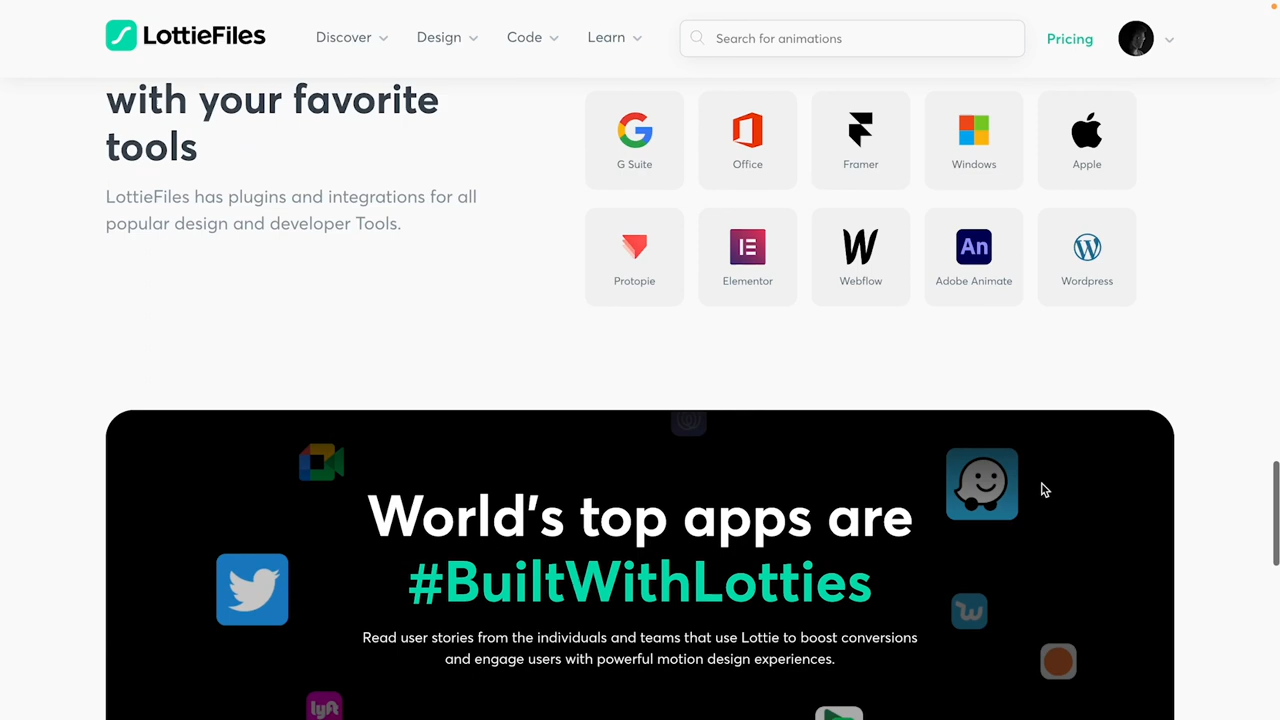 LottieFiles
Discover
Design
Code
Learn
Search for animations
Pricing
with your favorite
tools
LottieFiles has plugins and integrations for all
popular design and developer Tools.
G Suite
Office
Framer
Windows
Apple
Protopie
Elementor
Webflow
An
Adobe Animate
Wordpress
World's top apps are
#BuiltWithLotties
Read user stories from the individuals and teams that use Lottie to boost conversions
and engage users with powerful motion design experiences.
lyft